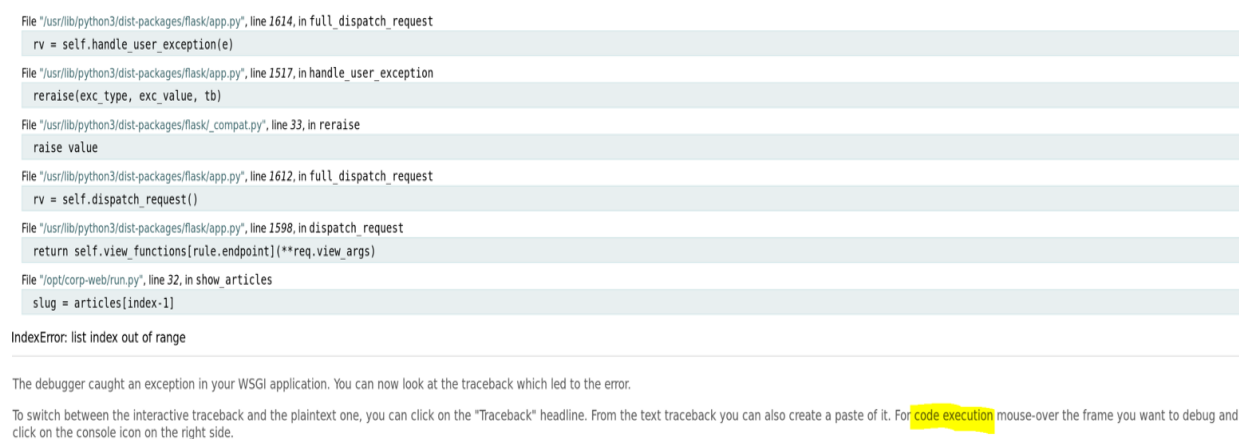 File "/usr/lib/python3/dist-packages/flask/app.py", line 1614, in full_dispatch_request
rv = self.handle_user_exception(e)
File "/usr/lib/python3/dist-packages/flask/app.py", line 1517, in handle_user_exception
reraise(exc_type, exc_value, tb)
File "/usr/lib/python3/dist-packages/flask/_compat.py", line 33, in reraise
raise value
File "/usr/lib/python3/dist-packages/flask/app.py", line 1612, in full_dispatch_request
rv = self.dispatch_request()
File "/usr/lib/python3/dist-packages/flask/app.py", line 1598, in dispatch_request
return self.view_functions[rule.endpoint](**req.view_args)
File "/opt/corp-web/run.py", line 32, in show_articles
slug = articles[index-1]
IndexError: list index out of range
The debugger caught an exception in your WSGI application. You can now look at the traceback which led to the error.
To switch between the interactive traceback and the plaintext one, you can click on the "Traceback" headline. From the text traceback you can also create a paste of it. For code execution mouse-over the frame you want to debug and
click on the console icon on the right side.